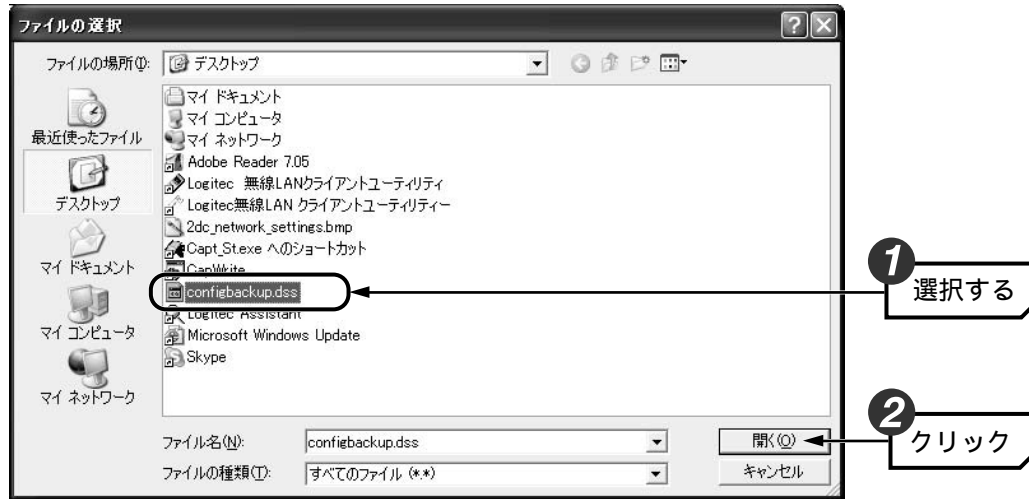 ファイルの選択
ファイルの場所(I):
デスクトップ
最近使ったファイル
デスクトップ
マイ ドキュメント
マイ コンピュータ
マイ ネットワーク
マイ ドキュメント
マイ コンピュータ
マイ ネットワーク
Adobe Reader 7.05
Logitec 無線LANクライアントユーティリティ
Logitec無線LAN クライアントユーティリティー
2dc_network_settings.bmp
Capt_St.exe へのショートカット
CapWrite
configbackup.dss
Logitec Assistant
Microsoft Windows Update
Skype
ファイル名(N):
configbackup.dss
開く(O)
ファイルの種類(T):
すべてのファイル (*.*)
キャンセル
1
選択する
2
クリック